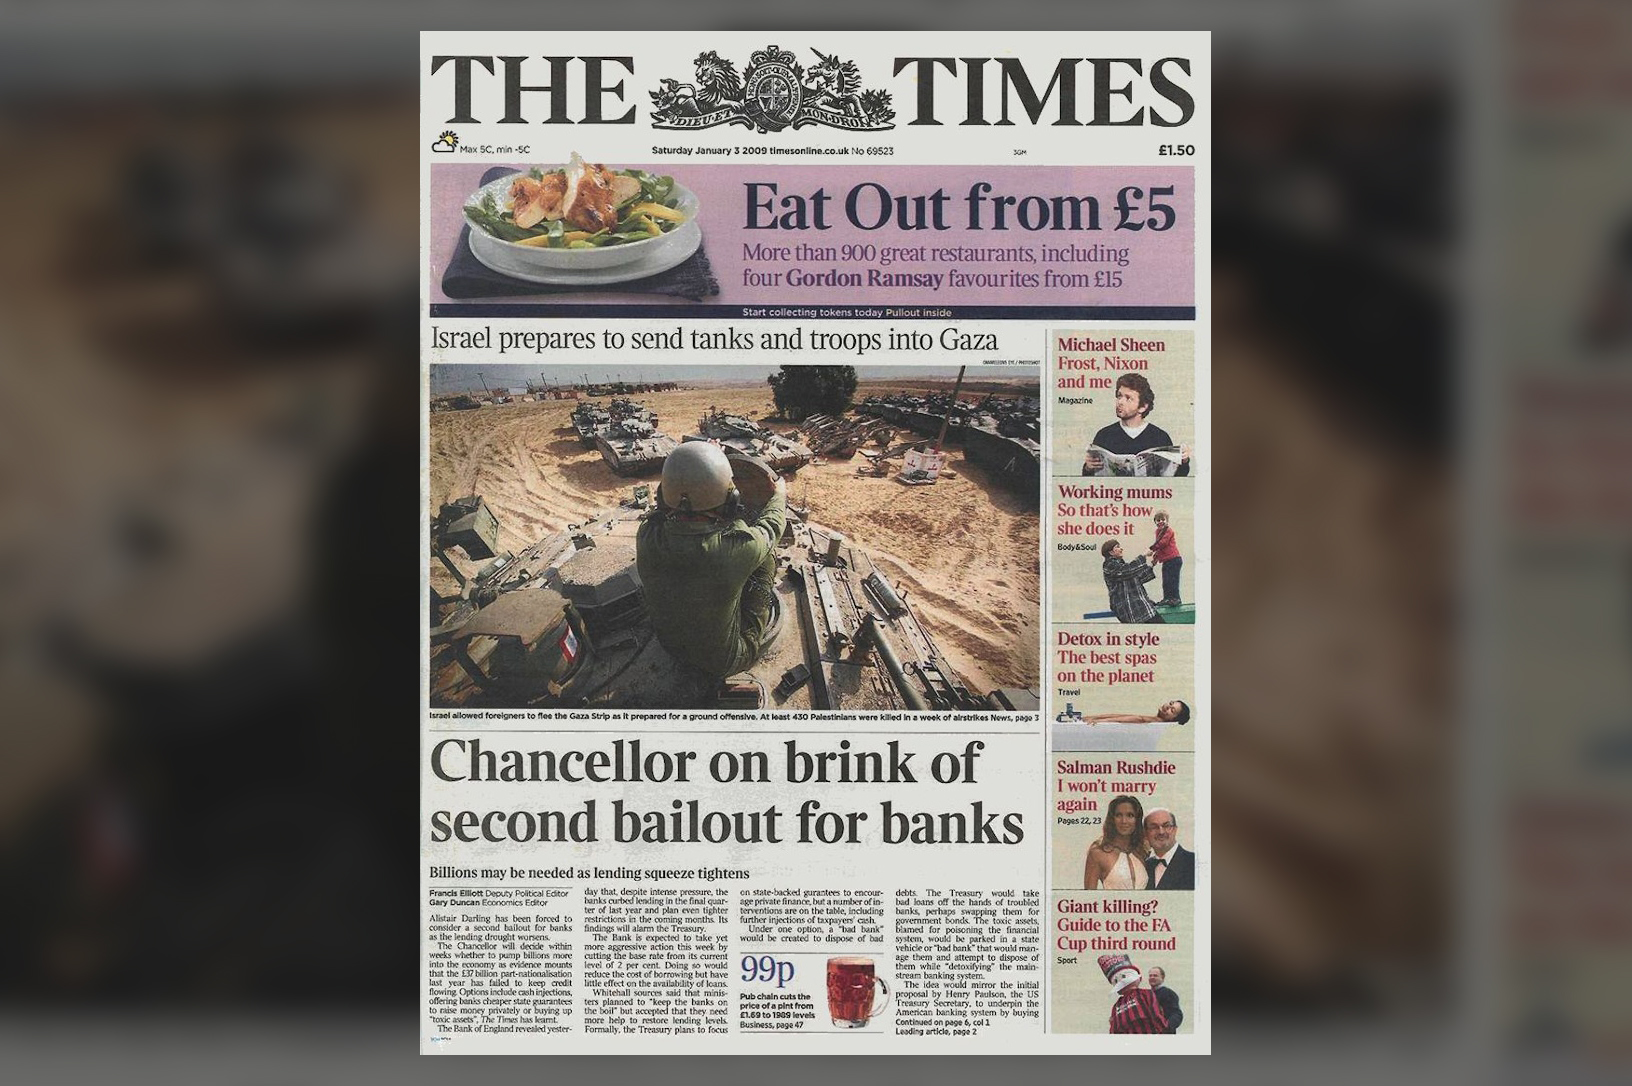 THE TIMES
DIEU·ET MON·DROIT
Max 5C, min -5C
Saturday January 3 2009 timesonline.co.uk No 69523
3GM
£1.50
Eat Out from £5
More than 900 great restaurants, including
four Gordon Ramsay favourites from £15
Start collecting tokens today Pullout inside
Israel prepares to send tanks and troops into Gaza
Israel allowed foreigners to flee the Gaza Strip as it prepared for a ground offensive. At least 430 Palestinians were killed in a week of airstrikes News, page 3
Chancellor on brink of
second bailout for banks
Billions may be needed as lending squeeze tightens
Francis Elliott Deputy Political Editor
Gary Duncan Economics Editor
Alistair Darling has been forced to
consider a second bailout for banks
as the lending drought worsens.
The Chancellor will decide within
weeks whether to pump billions more
into the economy as evidence mounts
that the £37 billion part-nationalisation
last year has failed to keep credit
flowing. Options include cash injections,
offering banks cheaper state guarantees
to raise money privately or buying up
"toxic assets", The Times has learnt.
The Bank of England revealed yester-
day that, despite intense pressure, the
banks curbed lending in the final quar-
ter of last year and plan even tighter
restrictions in the coming months. Its
findings will alarm the Treasury.
The Bank is expected to take yet
more aggressive action this week by
cutting the base rate from its current
level of 2 per cent. Doing so would
reduce the cost of borrowing but have
little effect on the availability of loans.
Whitehall sources said that minis-
ters planned to "keep the banks on
the boil" but accepted that they need
more help to restore lending levels.
Formally, the Treasury plans to focus
on state-backed gurantees to encour-
age private finance, but a number of in-
terventions are on the table, including
further injections of taxpayers' cash.
Under one option, a "bad bank"
would be created to dispose of bad
99p
Pub chain cuts the
price of a pint from
£1.69 to 1989 levels
Business, page 47
debts. The Treasury would take
bad loans off the hands of troubled
banks, perhaps swapping them for
government bonds. The toxic assets,
blamed for poisoning the financial
system, would be parked in a state
vehicle or "bad bank" that would man-
age them and attempt to dispose of
them while "detoxifying" the main-
stream banking system.
The idea would mirror the initial
proposal by Henry Paulson, the US
Treasury Secretary, to underpin the
American banking system by buying
Continued on page 6, col 1
Leading article, page 2
Michael Sheen
Frost, Nixon
and me
Magazine
Working mums
So that's how
she does it
Body&Soul
Detox in style
The best spas
on the planet
Travel
Salman Rushdie
I won't marry
again
Pages 22, 23
Giant killing?
Guide to the FA
Cup third round
Sport